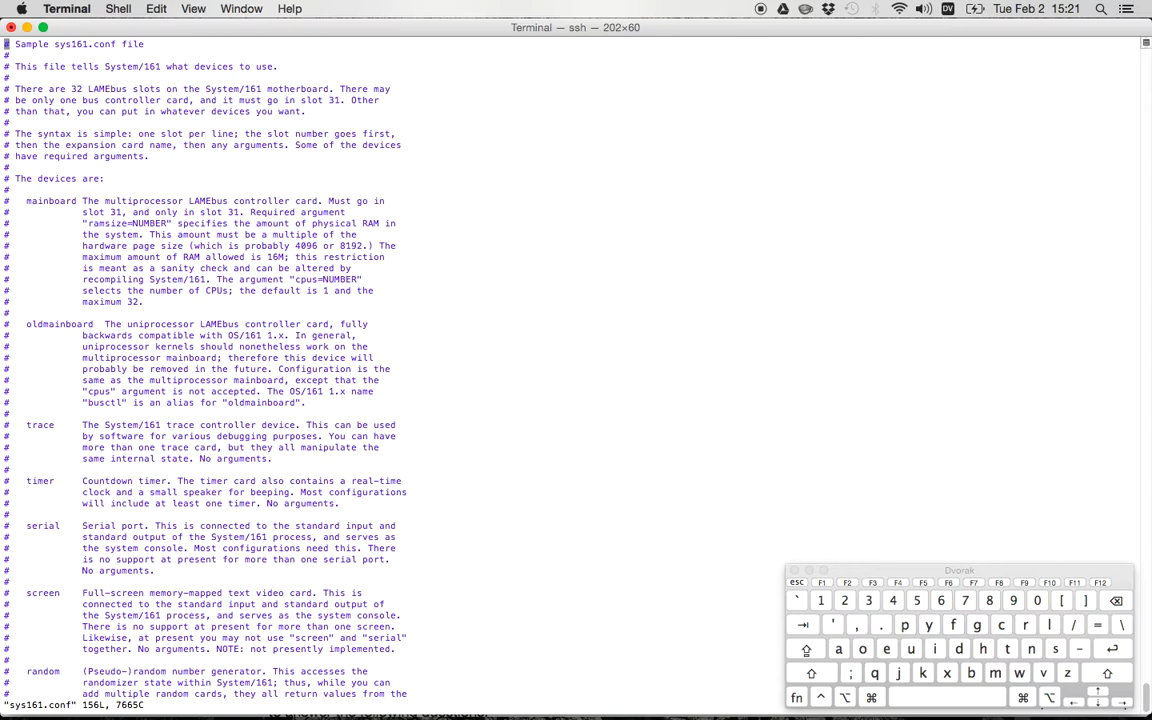 Terminal Shell Edit View Window Help DV Tue Feb 2 15:21
Terminal — ssh — 202×60
# Sample sys161.conf file
#
# This file tells System/161 what devices to use.
#
# There are 32 LAMEbus slots on the System/161 motherboard. There may
# be only one bus controller card, and it must go in slot 31. Other
# than that, you can put in whatever devices you want.
#
# The syntax is simple: one slot per line; the slot number goes first,
# then the expansion card name, then any arguments. Some of the devices
# have required arguments.
#
# The devices are:
#
# mainboard The multiprocessor LAMEbus controller card. Must go in
# slot 31, and only in slot 31. Required argument
# "ramsize=NUMBER" specifies the amount of physical RAM in
# the system. This amount must be a multiple of the
# hardware page size (which is probably 4096 or 8192.) The
# maximum amount of RAM allowed is 16M; this restriction
# is meant as a sanity check and can be altered by
# recompiling System/161. The argument "cpus=NUMBER"
# selects the number of CPUs; the default is 1 and the
# maximum 32.
#
# oldmainboard The uniprocessor LAMEbus controller card, fully
# backwards compatible with OS/161 1.x. In general,
# uniprocessor kernels should nonetheless work on the
# multiprocessor mainboard; therefore this device will
# probably be removed in the future. Configuration is the
# same as the multiprocessor mainboard, except that the
# "cpus" argument is not accepted. The OS/161 1.x name
# "busctl" is an alias for "oldmainboard".
#
# trace The System/161 trace controller device. This can be used
# by software for various debugging purposes. You can have
# more than one trace card, but they all manipulate the
# same internal state. No arguments.
#
# timer Countdown timer. The timer card also contains a real-time
# clock and a small speaker for beeping. Most configurations
# will include at least one timer. No arguments.
#
# serial Serial port. This is connected to the standard input and
# standard output of the System/161 process, and serves as
# the system console. Most configurations need this. There
# is no support at present for more than one serial port.
# No arguments.
#
# screen Full-screen memory-mapped text video card. This is
# connected to the standard input and standard output of
# the System/161 process, and serves as the system console.
# There is no support at present for more than one screen.
# Likewise, at present you may not use "screen" and "serial"
# together. No arguments. NOTE: not presently implemented.
#
# random (Pseudo-)random number generator. This accesses the
# randomizer state within System/161; thus, while you can
# add multiple random cards, they all return values from the
"sys161.conf" 156L, 7665C
to answer the following questions:
Dvorak
esc F1 F2 F3 F4 F5 F6 F7 F8 F9 F10 F11 F12
` 1 2 3 4 5 6 7 8 9 0 [ ] ⌫
⇥ ' , . p y f g c r l / = \
a o e u i d h t n s - ↩
⇧ ; q j k x b m w v z ⇧
fn ⌃ ⌥ ⌘ ⌘ ⌥ ← ↑ ↓ →